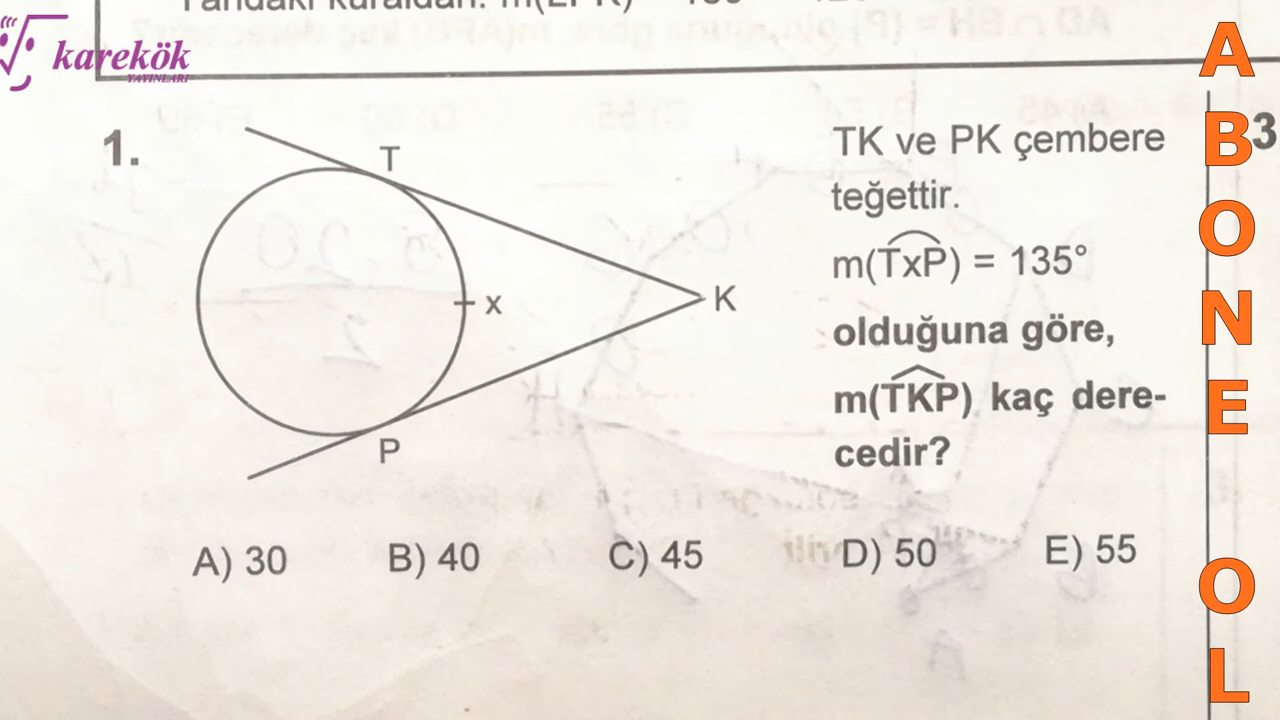 karekök
YAYINLARI
1.
T
x
K
P
TK ve PK çembere
teğettir.
m(TxP) = 135°
olduğuna göre,
m(TKP) kaç dere-
cedir?
A) 30 B) 40 C) 45 D) 50 E) 55
3
A
B
O
N
E
O
L